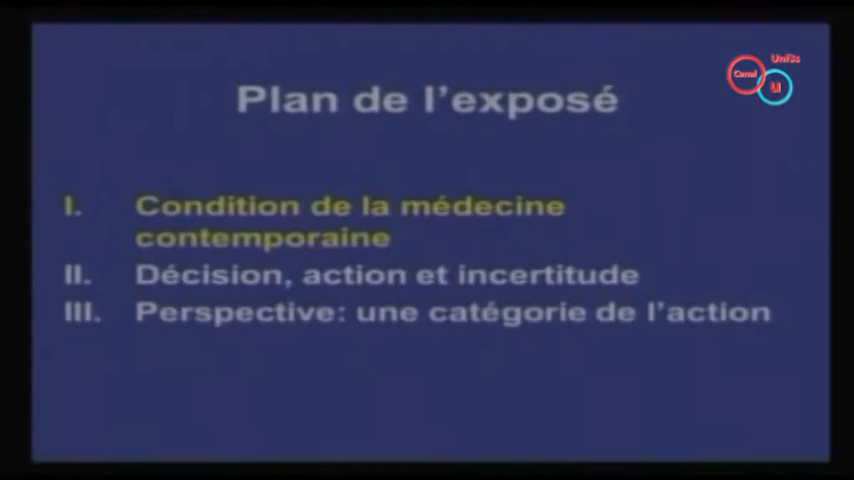 Unf3s
Canal
u
Plan de l'exposé
I. Condition de la médecine
contemporaine
II. Décision, action et incertitude
III. Perspective: une catégorie de l'action